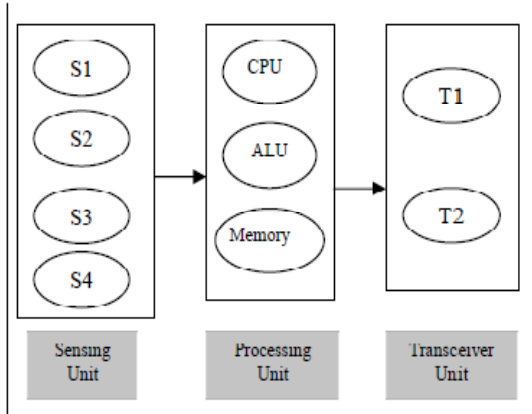 S1
S2
S3
S4
CPU
ALU
Memory
T1
T2
Sensing
Unit
Processing
Unit
Transceiver
Unit